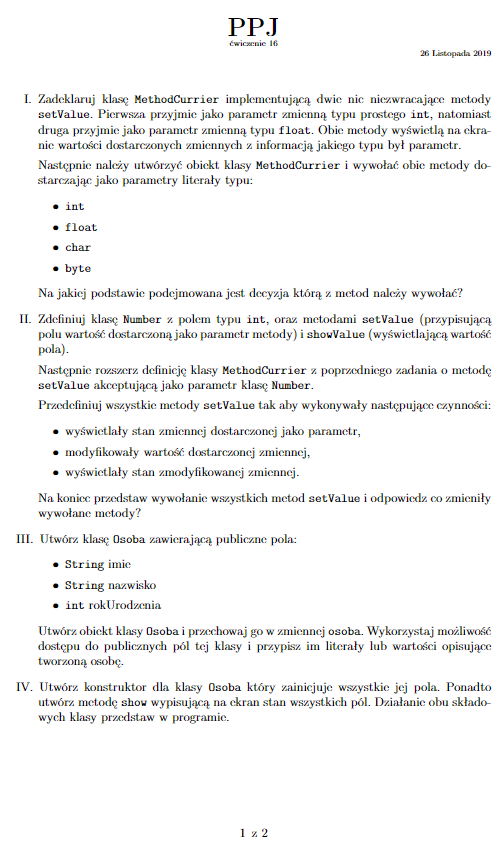 PPJ
ćwiczenie 16
26 Listopada 2019
I. Zadeklaruj klasę MethodCurrier implementującą dwie nic niezwracające metody
setValue. Pierwsza przyjmie jako parametr zmienną typu prostego int, natomiast
druga przyjmie jako parametr zmienną typu float. Obie metody wyświetlą na ekra-
nie wartości dostarczonych zmiennych z informacją jakiego typu był parametr.
Następnie należy utwórzyć obiekt klasy MethodCurrier i wywołać obie metody do-
starczając jako parametry literały typu:
• int
• float
• char
• byte
Na jakiej podstawie podejmowana jest decyzja którą z metod należy wywołać?
II. Zdefiniuj klasę Number z polem typu int, oraz metodami setValue (przypisującą
polu wartość dostarczoną jako parametr metody) i showValue (wyświetlającą wartość
pola).
Następnie rozszerz definicję klasy MethodCurrier z poprzedniego zadania o metodę
setValue akceptującą jako parametr klasę Number.
Przedefiniuj wszystkie metody setValue tak aby wykonywały następujące czynności:
• wyświetlały stan zmiennej dostarczonej jako parametr,
• modyfikowały wartość dostarczonej zmiennej,
• wyświetlały stan zmodyfikowanej zmiennej.
Na koniec przedstaw wywołanie wszystkich metod setValue i odpowiedz co zmieniły
wywołane metody?
III. Utwórz klasę Osoba zawierającą publiczne pola:
• String imie
• String nazwisko
• int rokUrodzenia
Utwórz obiekt klasy Osoba i przechowaj go w zmiennej osoba. Wykorzystaj możliwość
dostępu do publicznych pól tej klasy i przypisz im literały lub wartości opisujące
tworzoną osobę.
IV. Utwórz konstruktor dla klasy Osoba który zainicjuje wszystkie jej pola. Ponadto
utwórz metodę show wypisującą na ekran stan wszystkich pól. Działanie obu składo-
wych klasy przedstaw w programie.
1 z 2